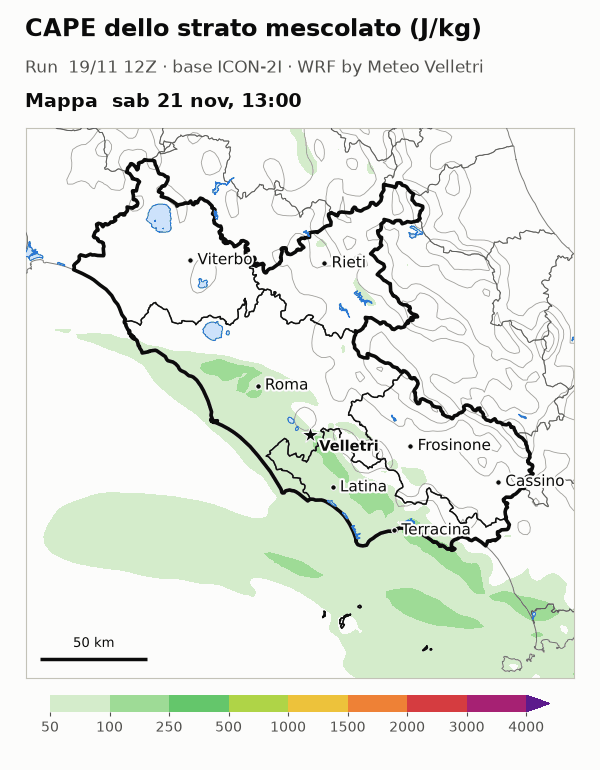 CAPE dello strato mescolato (J/kg)
Run  19/11 12Z · base ICON-2I · WRF by Meteo Velletri
Mappa  sab 21 nov, 13:00
Viterbo
Rieti
Roma
Velletri
Frosinone
Cassino
Latina
Terracina
50 km
50 100 250 500 1000 1500 2000 3000 4000